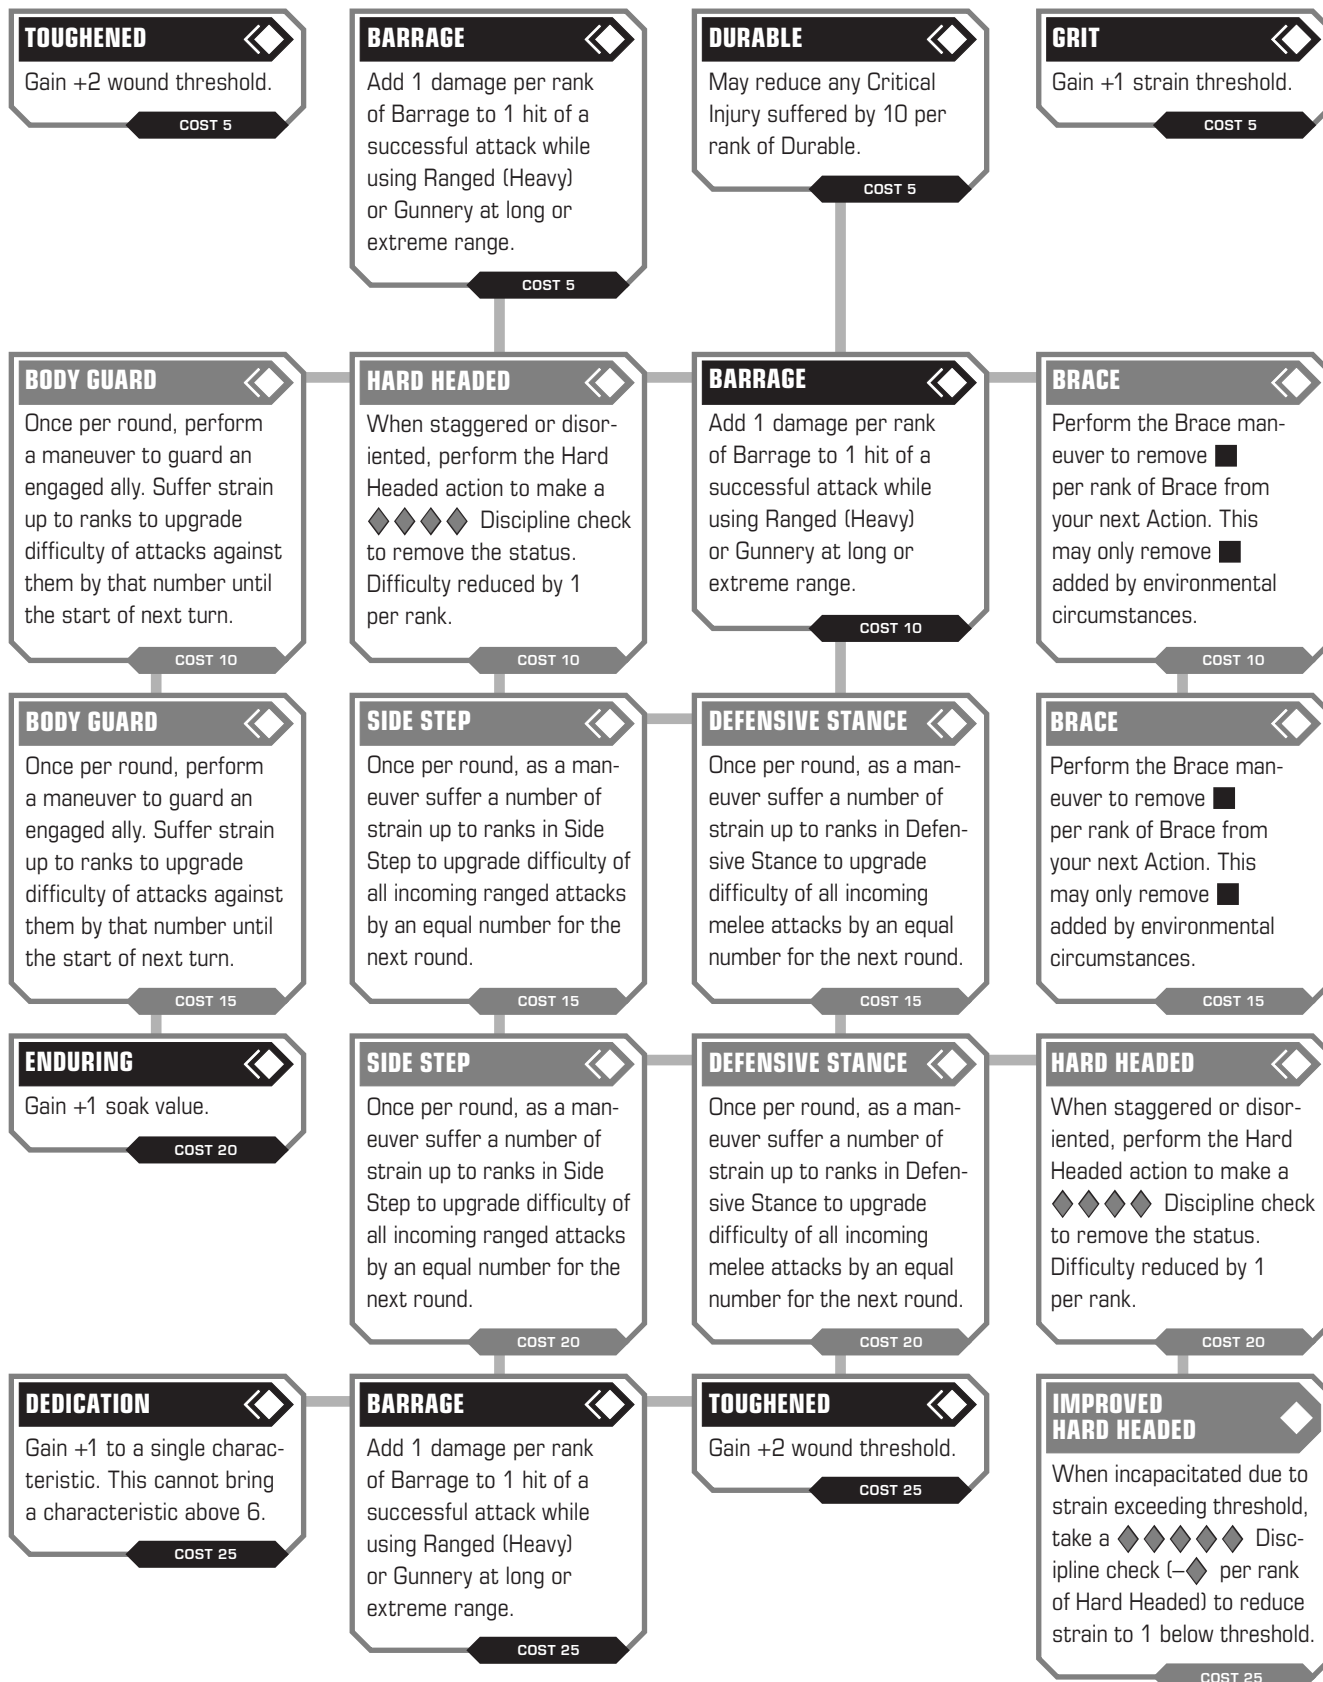 TOUGHENED
Gain +2 wound threshold.
COST 5
BARRAGE
Add 1 damage per rank
of Barrage to 1 hit of a
successful attack while
using Ranged (Heavy)
or Gunnery at long or
extreme range.
COST 5
DURABLE
May reduce any Critical
Injury suffered by 10 per
rank of Durable.
COST 5
GRIT
Gain +1 strain threshold.
COST 5
BODY GUARD
Once per round, perform
a maneuver to guard an
engaged ally. Suffer strain
up to ranks to upgrade
difficulty of attacks against
them by that number until
the start of next turn.
COST 10
HARD HEADED
When staggered or disor-
iented, perform the Hard
Headed action to make a
Discipline check
to remove the status.
Difficulty reduced by 1
per rank.
COST 10
BARRAGE
Add 1 damage per rank
of Barrage to 1 hit of a
successful attack while
using Ranged (Heavy)
or Gunnery at long or
extreme range.
COST 10
BRACE
Perform the Brace man-
euver to remove
per rank of Brace from
your next Action. This
may only remove
added by environmental
circumstances.
COST 10
BODY GUARD
Once per round, perform
a maneuver to guard an
engaged ally. Suffer strain
up to ranks to upgrade
difficulty of attacks against
them by that number until
the start of next turn.
COST 15
SIDE STEP
Once per round, as a man-
euver suffer a number of
strain up to ranks in Side
Step to upgrade difficulty of
all incoming ranged attacks
by an equal number for the
next round.
COST 15
DEFENSIVE STANCE
Once per round, as a man-
euver suffer a number of
strain up to ranks in Defen-
sive Stance to upgrade
difficulty of all incoming
melee attacks by an equal
number for the next round.
COST 15
BRACE
Perform the Brace man-
euver to remove
per rank of Brace from
your next Action. This
may only remove
added by environmental
circumstances.
COST 15
ENDURING
Gain +1 soak value.
COST 20
SIDE STEP
Once per round, as a man-
euver suffer a number of
strain up to ranks in Side
Step to upgrade difficulty of
all incoming ranged attacks
by an equal number for the
next round.
COST 20
DEFENSIVE STANCE
Once per round, as a man-
euver suffer a number of
strain up to ranks in Defen-
sive Stance to upgrade
difficulty of all incoming
melee attacks by an equal
number for the next round.
COST 20
HARD HEADED
When staggered or disor-
iented, perform the Hard
Headed action to make a
Discipline check
to remove the status.
Difficulty reduced by 1
per rank.
COST 20
DEDICATION
Gain +1 to a single charac-
teristic. This cannot bring
a characteristic above 6.
COST 25
BARRAGE
Add 1 damage per rank
of Barrage to 1 hit of a
successful attack while
using Ranged (Heavy)
or Gunnery at long or
extreme range.
COST 25
TOUGHENED
Gain +2 wound threshold.
COST 25
IMPROVED
HARD HEADED
When incapacitated due to
strain exceeding threshold,
take a Disc-
ipline check (– per rank
of Hard Headed) to reduce
strain to 1 below threshold.
COST 25